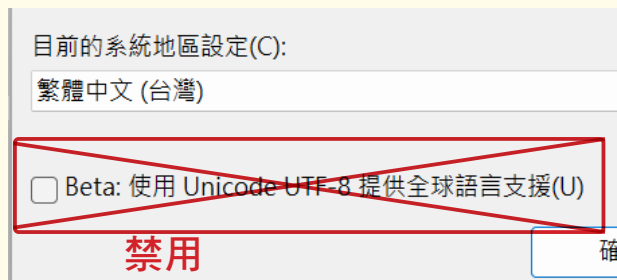 目前的系統地區設定(C):
繁體中文 (台灣)
Beta: 使用 Unicode UTF-8 提供全球語言支援(U)
禁用
確